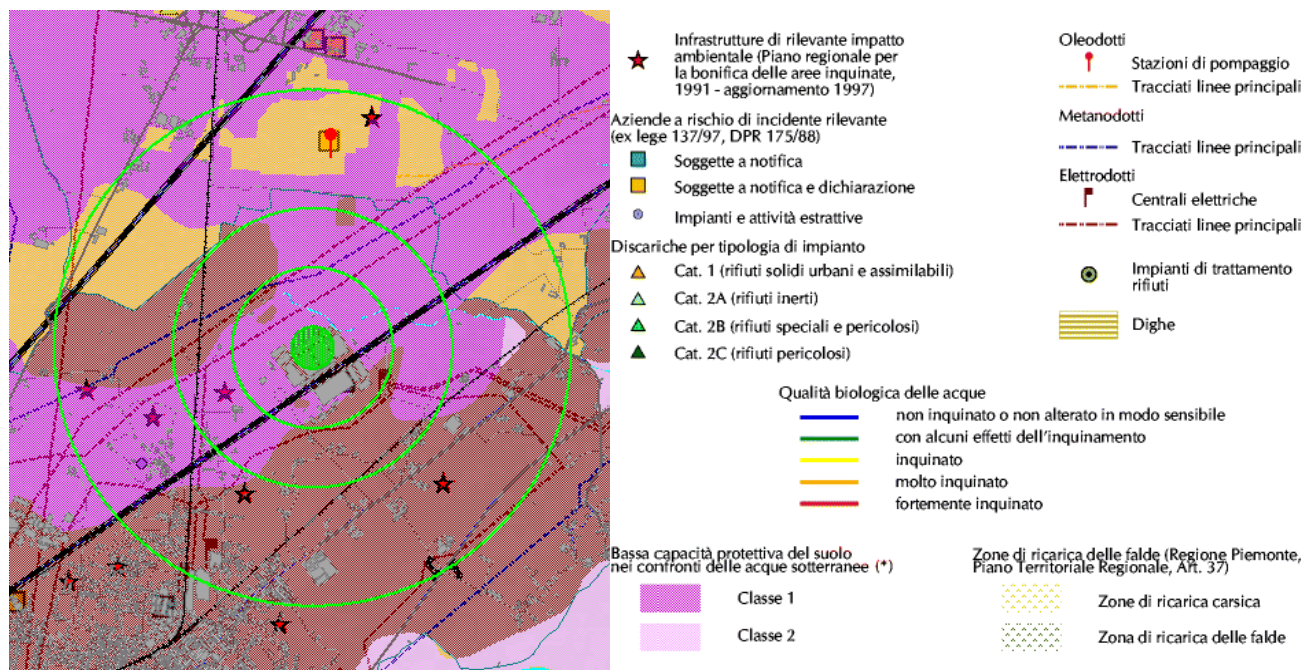 Infrastrutture di rilevante impatto
ambientale (Piano regionale per
la bonifica delle aree inquinate,
1991 - aggiornamento 1997)
Aziende a rischio di incidente rilevante
(ex lege 137/97, DPR 175/88)
Soggette a notifica
Soggette a notifica e dichiarazione
Impianti e attività estrattive
Discariche per tipologia di impianto
Cat. 1 (rifiuti solidi urbani e assimilabili)
Cat. 2A (rifiuti inerti)
Cat. 2B (rifiuti speciali e pericolosi)
Cat. 2C (rifiuti pericolosi)
Oleodotti
Stazioni di pompaggio
Tracciati linee principali
Metanodotti
Tracciati linee principali
Elettrodotti
Centrali elettriche
Tracciati linee principali
Impianti di trattamento
rifiuti
Dighe
Qualità biologica delle acque
non inquinato o non alterato in modo sensibile
con alcuni effetti dell'inquinamento
inquinato
molto inquinato
fortemente inquinato
Bassa capacità protettiva del suolo
nei confronti delle acque sotterranee (*)
Classe 1
Classe 2
Zone di ricarica delle falde (Regione Piemonte,
Piano Territoriale Regionale, Art. 37)
Zone di ricarica carsica
Zona di ricarica delle falde